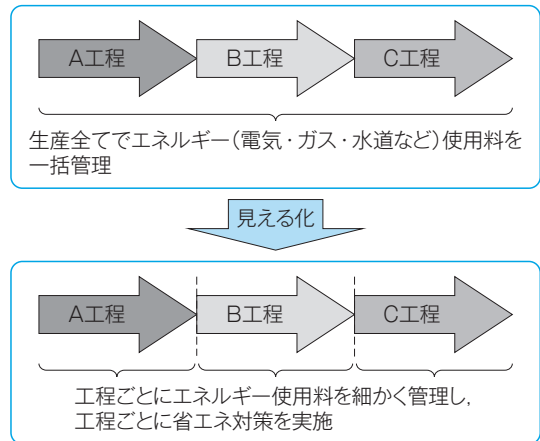 A工程
B工程
C工程
生産全てでエネルギー(電気・ガス・水道など)使用料を
一括管理
見える化
A工程
B工程
C工程
工程ごとにエネルギー使用料を細かく管理し,
工程ごとに省エネ対策を実施